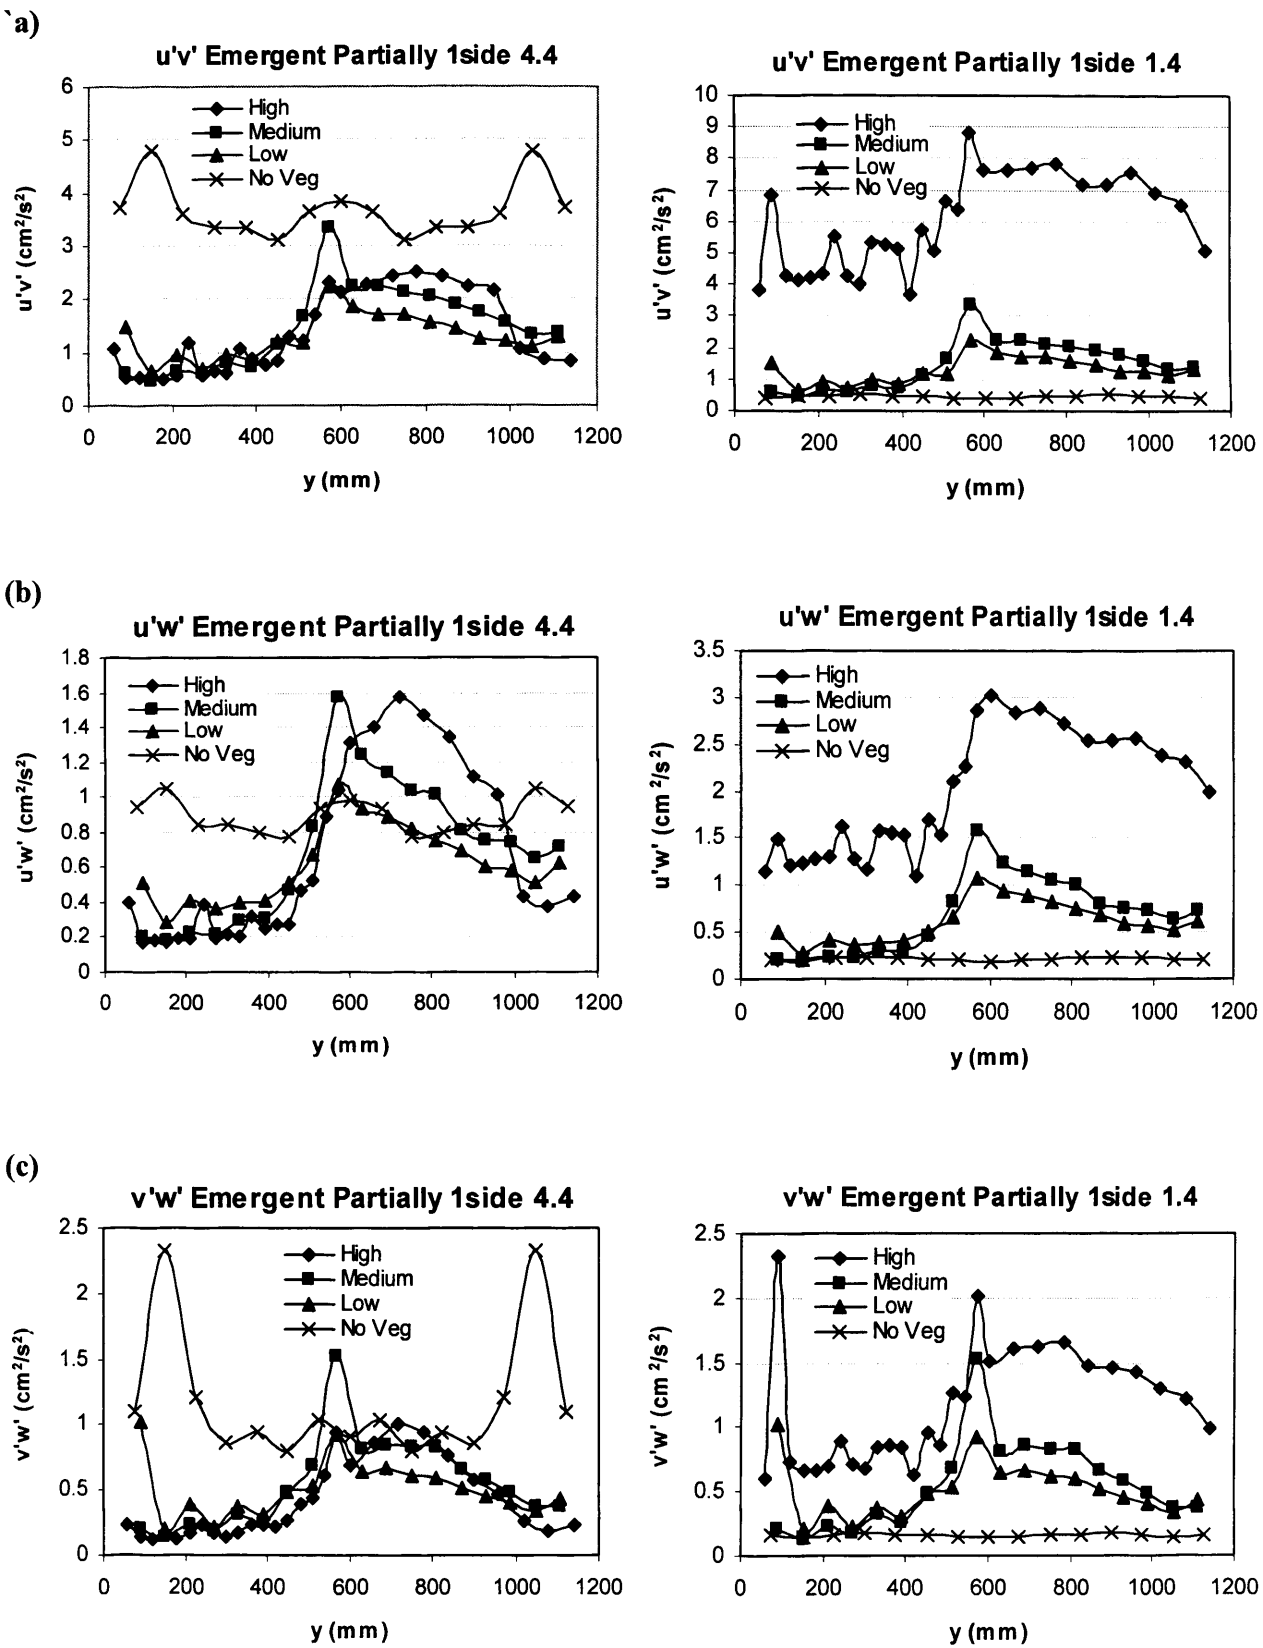 `a)
u'v' Emergent Partially 1side 4.4
6
5
4
3
2
1
0
u'v' (cm²/s²)
High
Medium
Low
No Veg
0 200 400 600 800 1000 1200
y (mm)
u'v' Emergent Partially 1side 1.4
10
9
8
7
6
5
4
3
2
1
0
u'v' (cm²/s²)
High
Medium
Low
No Veg
0 200 400 600 800 1000 1200
y (mm)
(b)
u'w' Emergent Partially 1side 4.4
1.8
1.6
1.4
1.2
1
0.8
0.6
0.4
0.2
0
u'w' (cm²/s²)
High
Medium
Low
No Veg
0 200 400 600 800 1000 1200
y (mm)
u'w' Emergent Partially 1side 1.4
3.5
3
2.5
2
1.5
1
0.5
0
u'w' (cm²/s²)
High
Medium
Low
No Veg
0 200 400 600 800 1000 1200
y (mm)
(c)
v'w' Emergent Partially 1side 4.4
2.5
2
1.5
1
0.5
0
v'w' (cm²/s²)
High
Medium
Low
No Veg
0 200 400 600 800 1000 1200
y (mm)
v'w' Emergent Partially 1side 1.4
2.5
2
1.5
1
0.5
0
v'w' (cm²/s²)
High
Medium
Low
No Veg
0 200 400 600 800 1000 1200
y (mm)